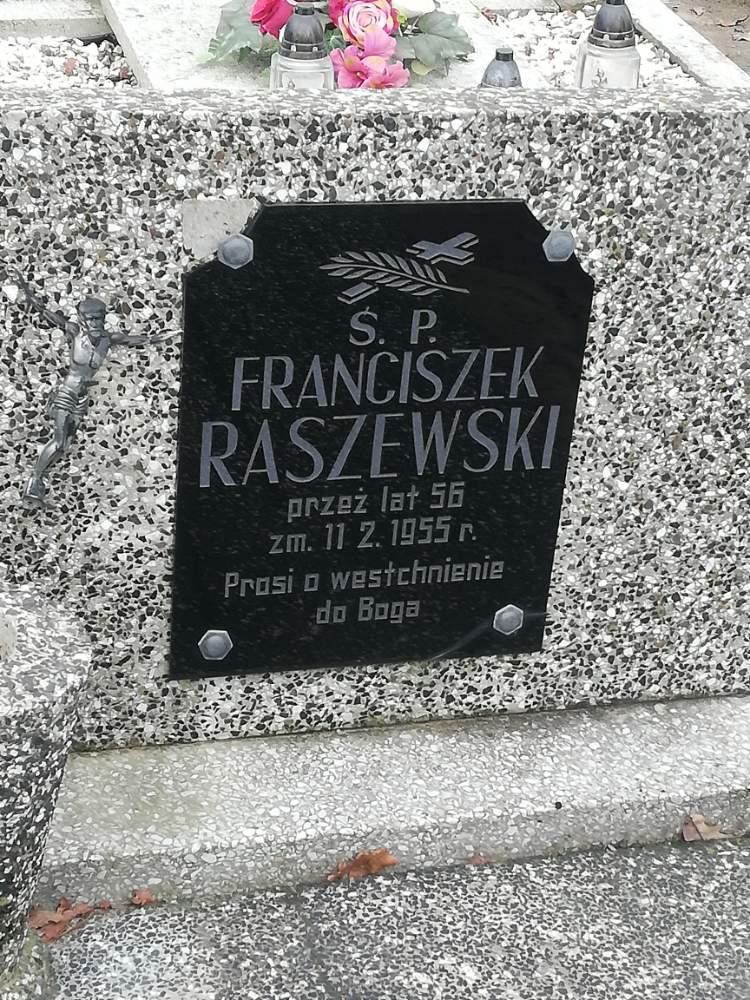 Ś. P.
FRANCISZEK
RASZEWSKI
przeż lat 56
zm. 11 2. 1955 r.
Prosi o westchnienie
do Boga